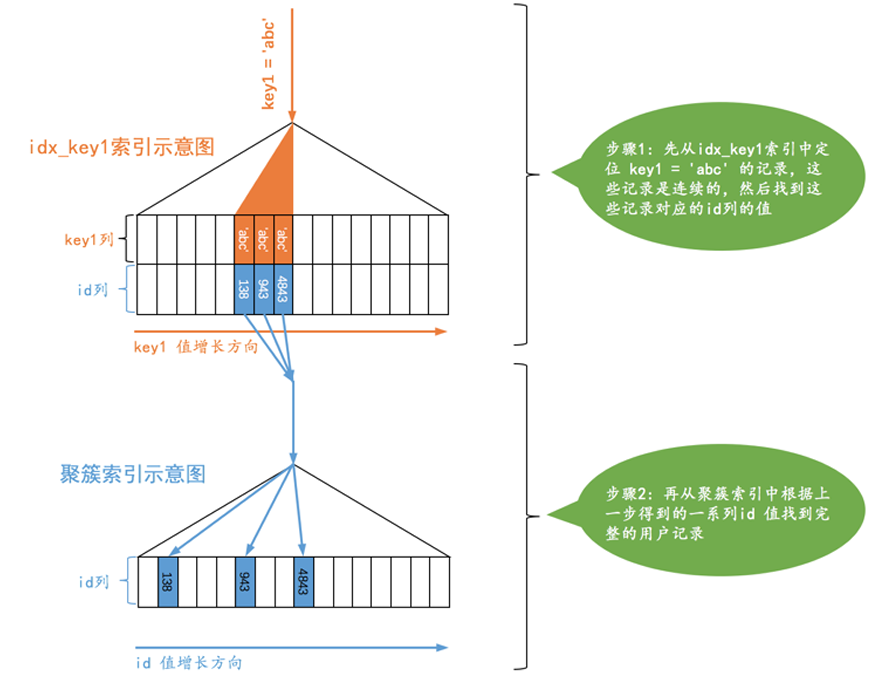 key1 = 'abc'
idx_key1索引示意图
key1列
'abc' 'abc' 'abc'
id列
138 943 4843
key1 值增长方向
步骤1: 先从idx_key1索引中定
位 key1 = 'abc' 的记录, 这
些记录是连续的, 然后找到这
些记录对应的id列的值
聚簇索引示意图
id列
138 943 4843
id 值增长方向
步骤2: 再从聚簇索引中根据上
一步得到的一系列id 值找到完
整的用户记录